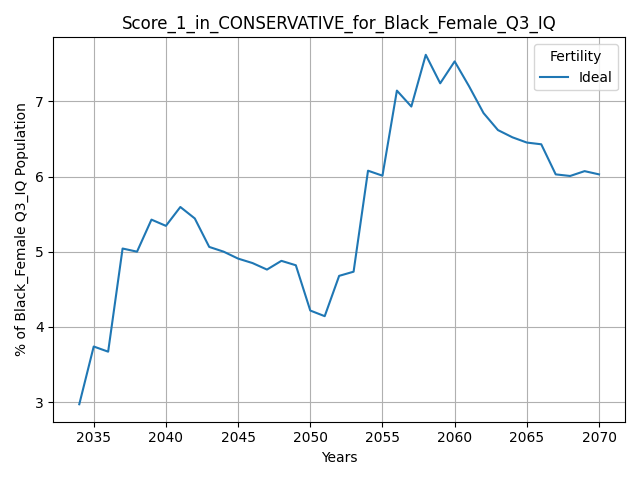 Score_1_in_CONSERVATIVE_for_Black_Female_Q3_IQ
Fertility
Ideal
% of Black_Female Q3_IQ Population
7
6
5
4
3
2035 2040 2045 2050 2055 2060 2065 2070
Years